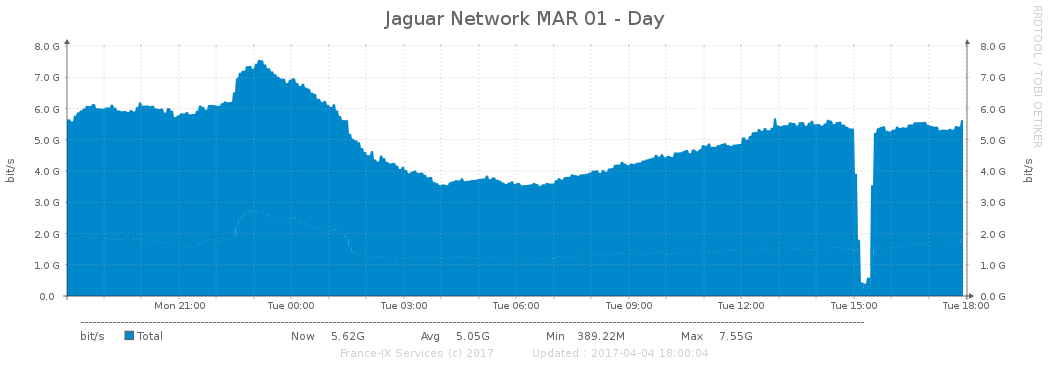 Jaguar Network MAR 01 - Day
RRDTOOL / TOBI OETIKER
8.0 G 8.0 G
7.0 G 7.0 G
6.0 G 6.0 G
5.0 G 5.0 G
4.0 G 4.0 G
3.0 G 3.0 G
2.0 G 2.0 G
1.0 G 1.0 G
0.0 0.0 G
bit/s bit/s
Mon 21:00 Tue 00:00 Tue 03:00 Tue 06:00 Tue 09:00 Tue 12:00 Tue 15:00 Tue 18:00
bit/s Total Now 5.62G Avg 5.05G Min 389.22M Max 7.55G
France-IX Services (c) 2017 Updated : 2017-04-04 18:00:04